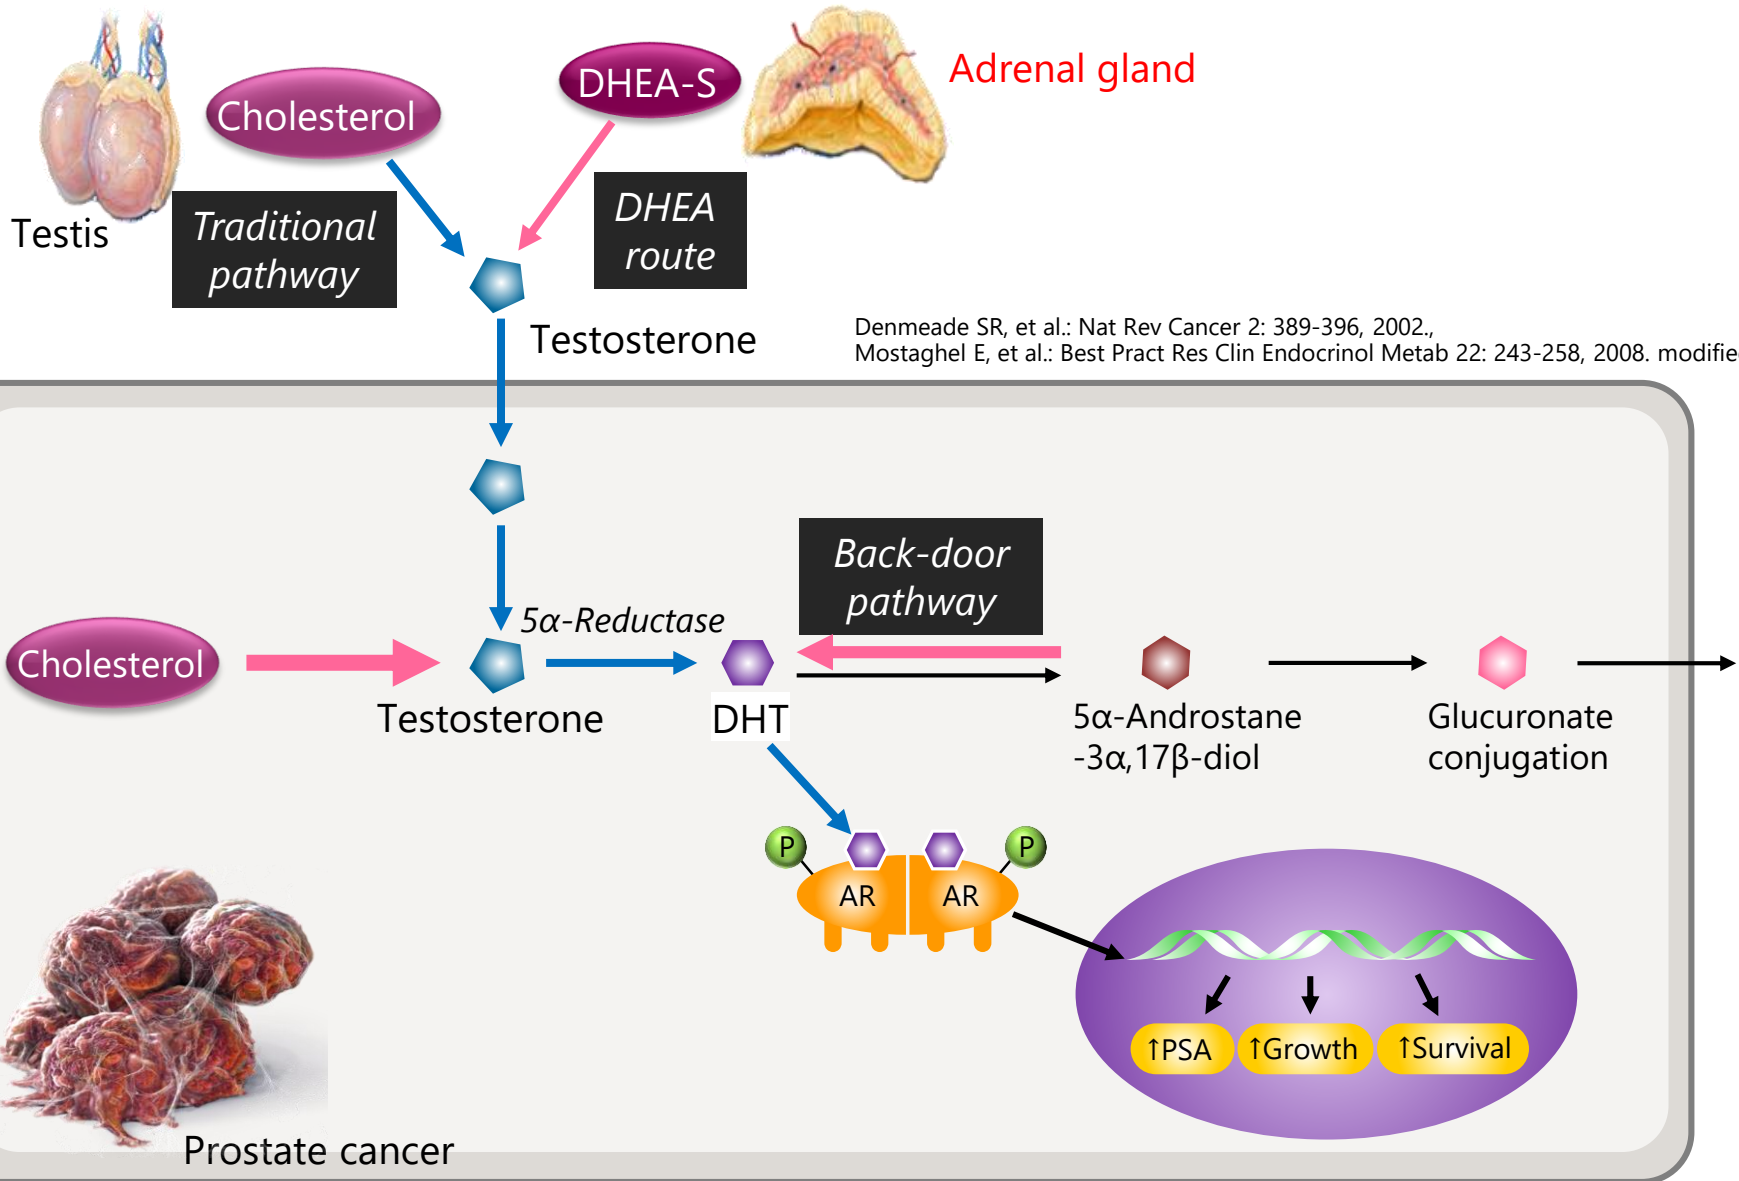 Cholesterol
DHEA-S
Adrenal gland
Testis
Traditional
pathway
DHEA
route
Testosterone
Denmeade SR, et al.: Nat Rev Cancer 2: 389-396, 2002.,
Mostaghel E, et al.: Best Pract Res Clin Endocrinol Metab 22: 243-258, 2008. modified
Back-door
pathway
5α-Reductase
Cholesterol
Testosterone
DHT
5α-Androstane
-3α,17β-diol
Glucuronate
conjugation
P
P
AR
AR
↑PSA
↑Growth
↑Survival
Prostate cancer